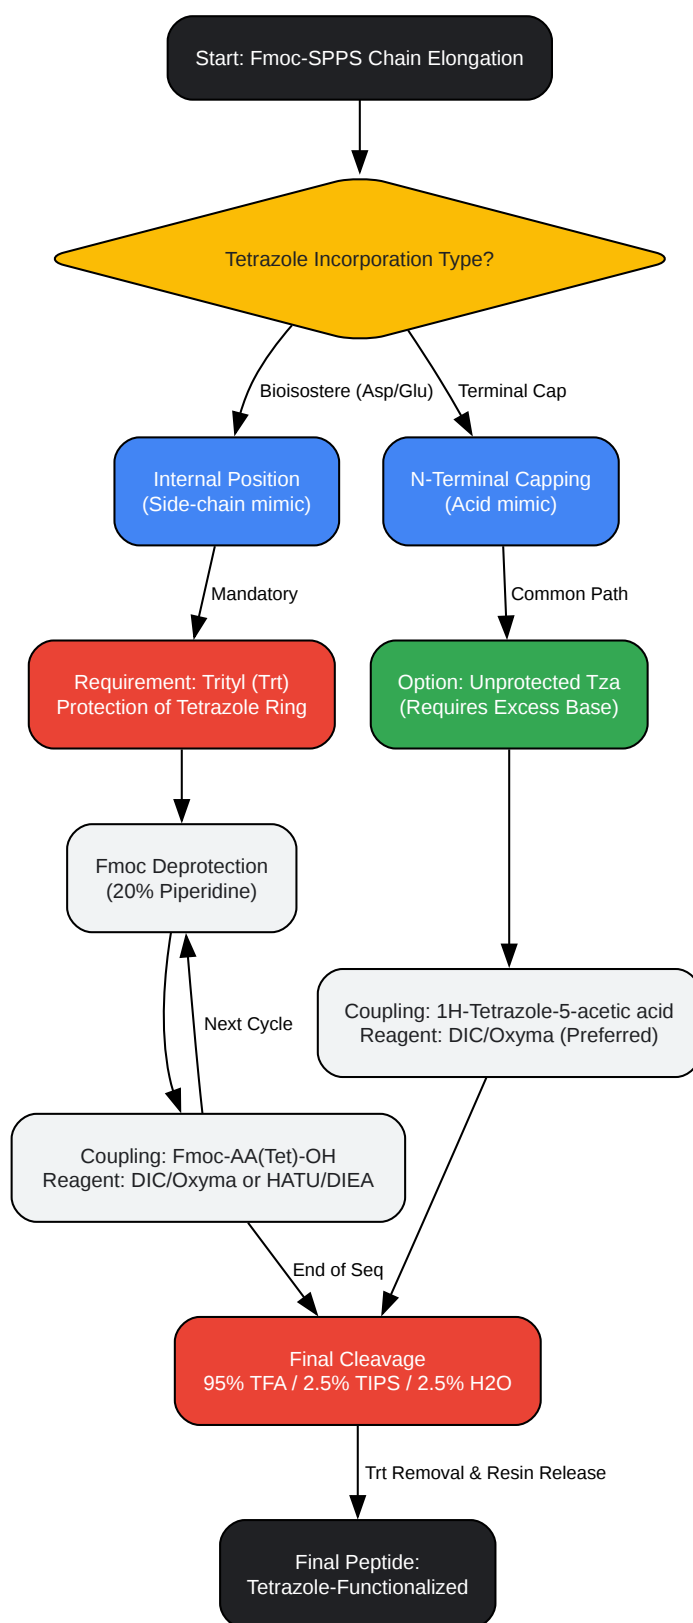 Start: Fmoc-SPPS Chain Elongation
Tetrazole Incorporation Type?
Bioisostere (Asp/Glu)
Terminal Cap
Internal Position
(Side-chain mimic)
N-Terminal Capping
(Acid mimic)
Mandatory
Common Path
Requirement: Trityl (Trt)
Protection of Tetrazole Ring
Option: Unprotected Tza
(Requires Excess Base)
Fmoc Deprotection
(20% Piperidine)
Next Cycle
Coupling: 1H-Tetrazole-5-acetic acid
Reagent: DIC/Oxyma (Preferred)
Coupling: Fmoc-AA(Tet)-OH
Reagent: DIC/Oxyma or HATU/DIEA
End of Seq
Final Cleavage
95% TFA / 2.5% TIPS / 2.5% H2O
Trt Removal & Resin Release
Final Peptide:
Tetrazole-Functionalized